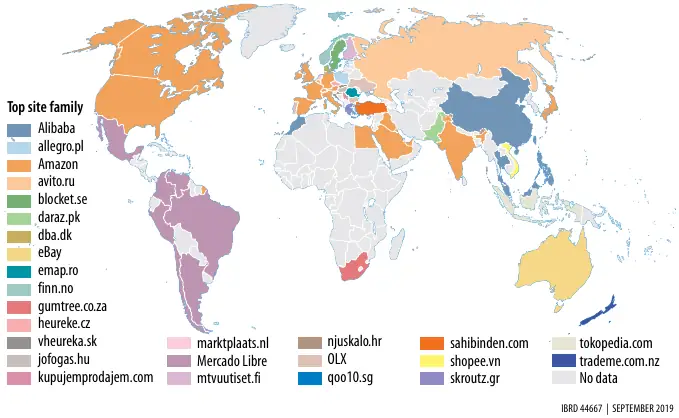 Top site family
Alibaba
allegro.pl
Amazon
avito.ru
blocket.se
daraz.pk
dba.dk
eBay
emap.ro
finn.no
gumtree.co.za
heureke.cz
vheureka.sk
jofogas.hu
kupujemprodajem.com
marktplaats.nl
Mercado Libre
mtvuutiset.fi
njuskalo.hr
OLX
qoo10.sg
sahibinden.com
shopee.vn
skroutz.gr
tokopedia.com
trademe.com.nz
No data
IBRD 44667 | SEPTEMBER 2019